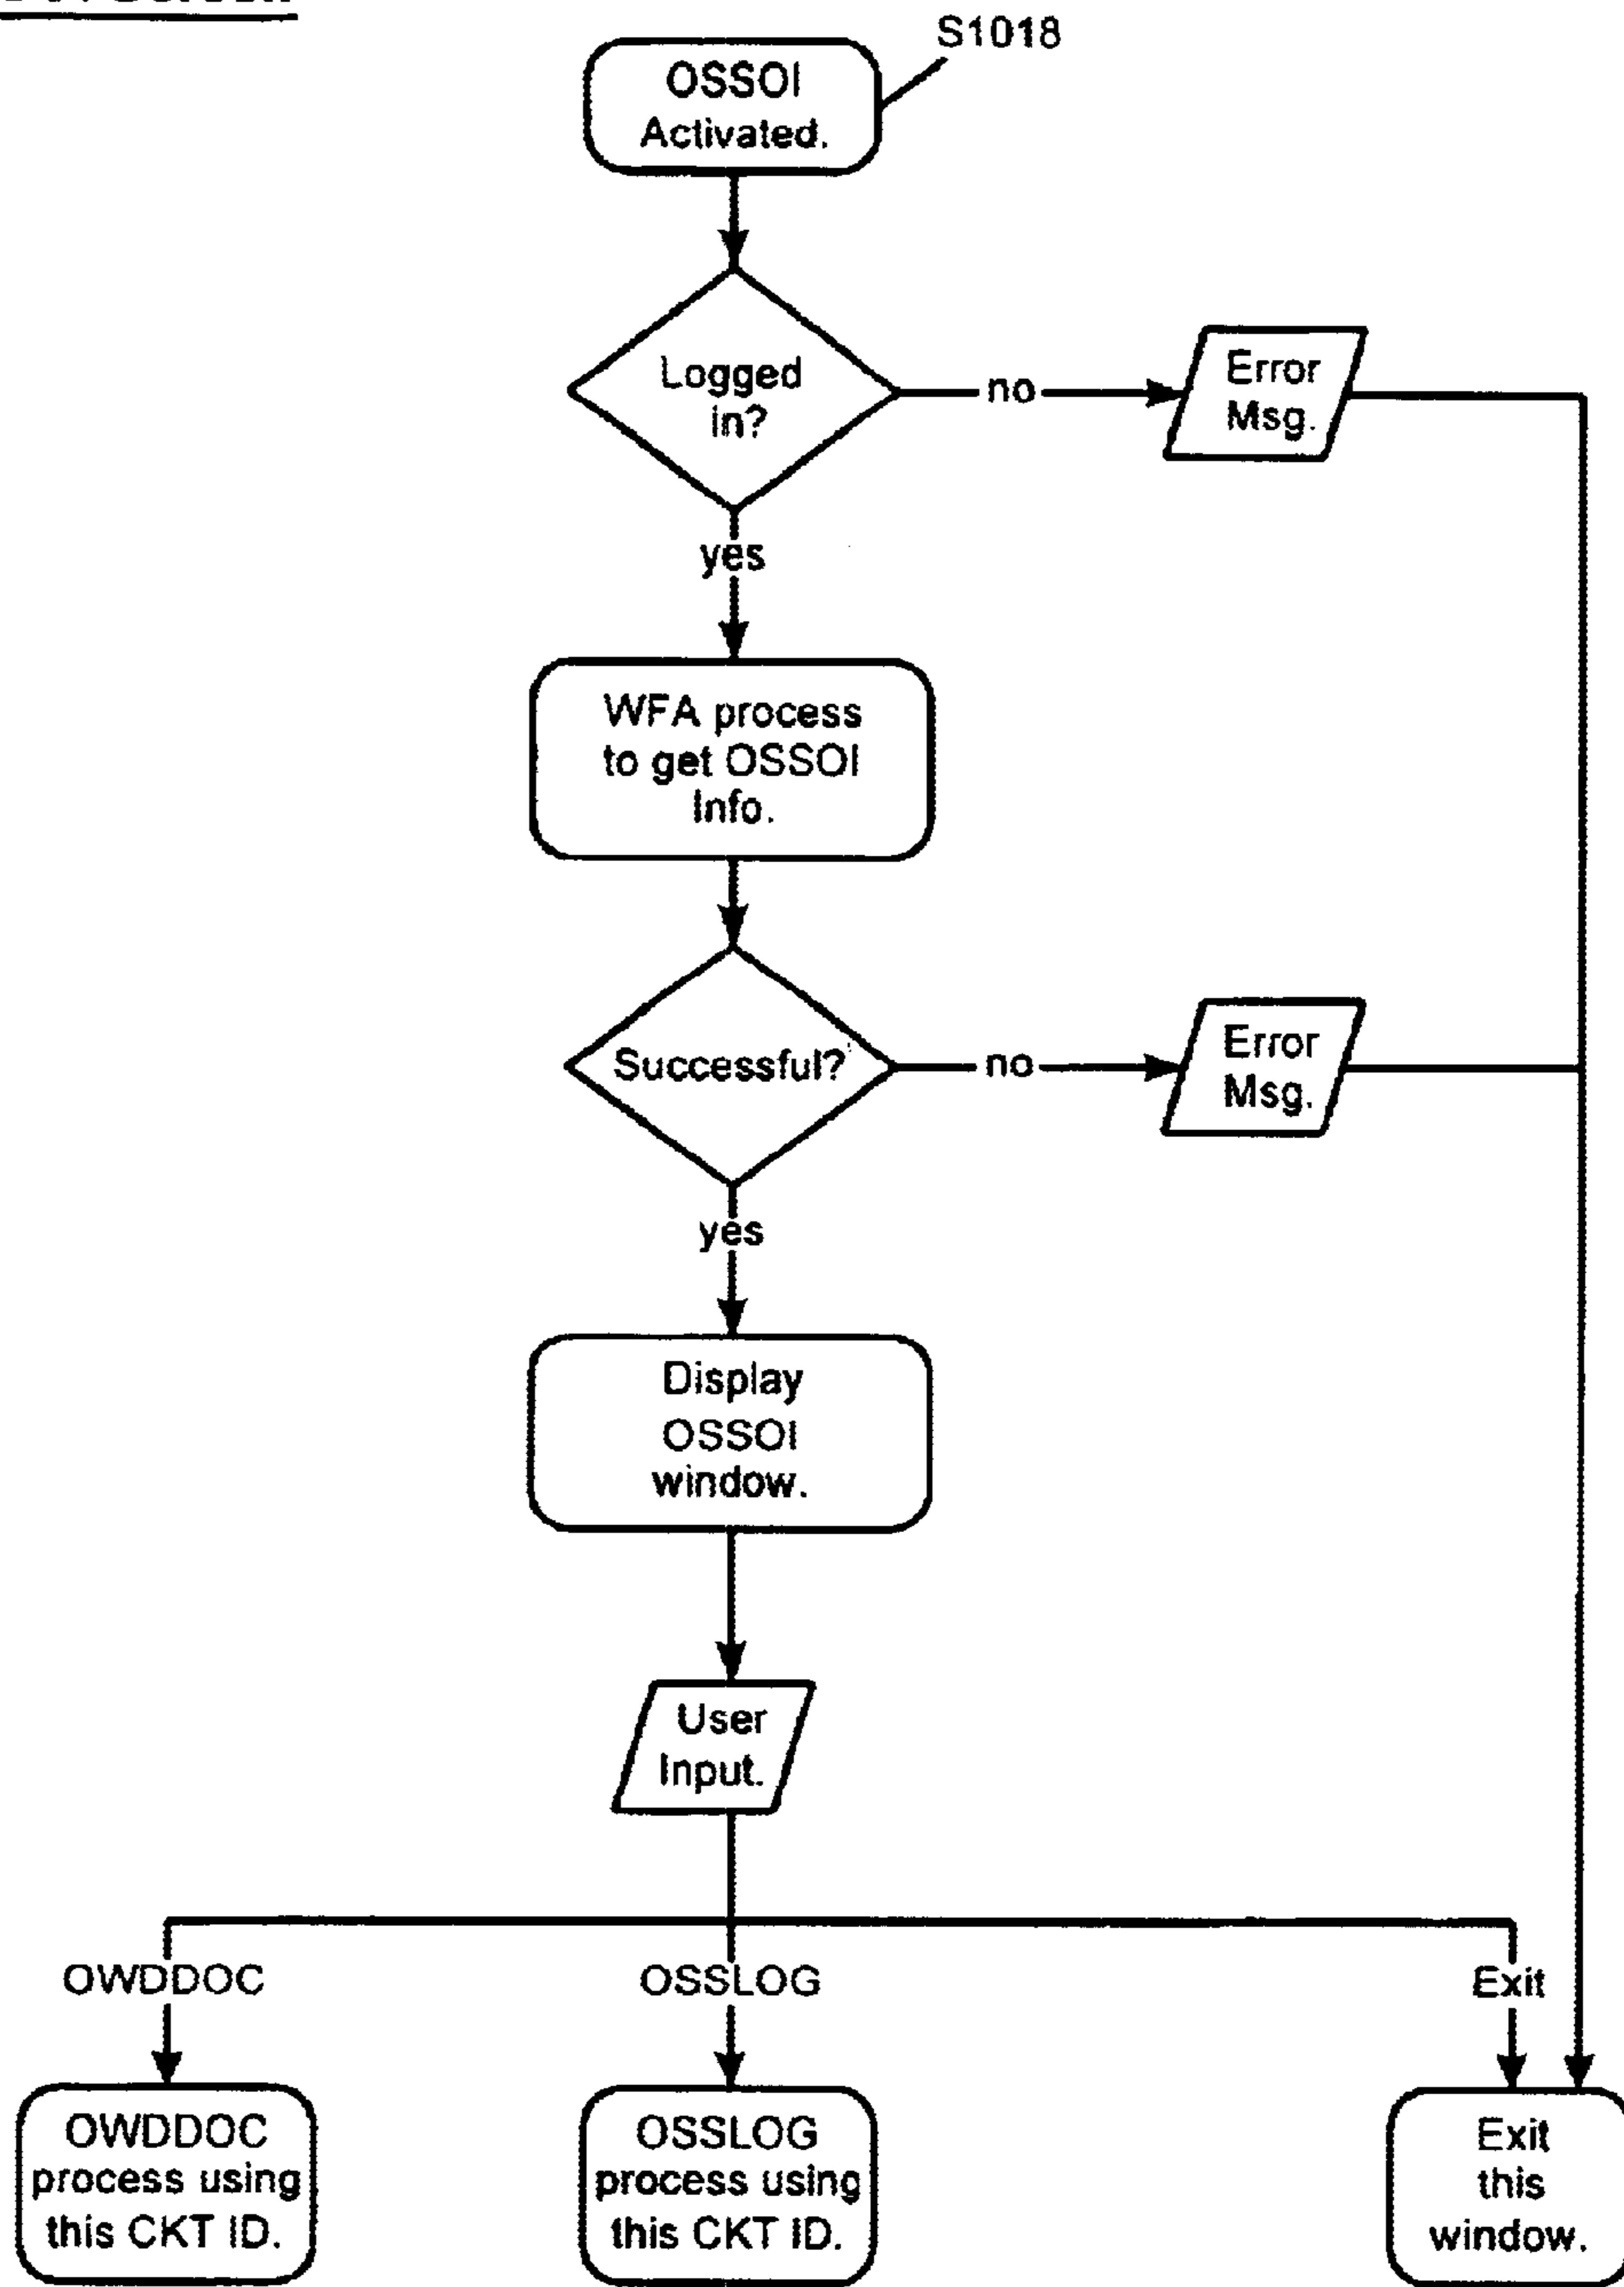 S1018
OSSOI
Activated.
Logged
in?
no
Error
Msg.
yes
WFA process
to get OSSOI
Info.
Successful?
no
Error
Msg.
yes
Display
OSSOI
window.
User
Input.
OWDDOC
OSSLOG
Exit
OWDDOC
process using
this CKT ID.
OSSLOG
process using
this CKT ID.
Exit
this
window.